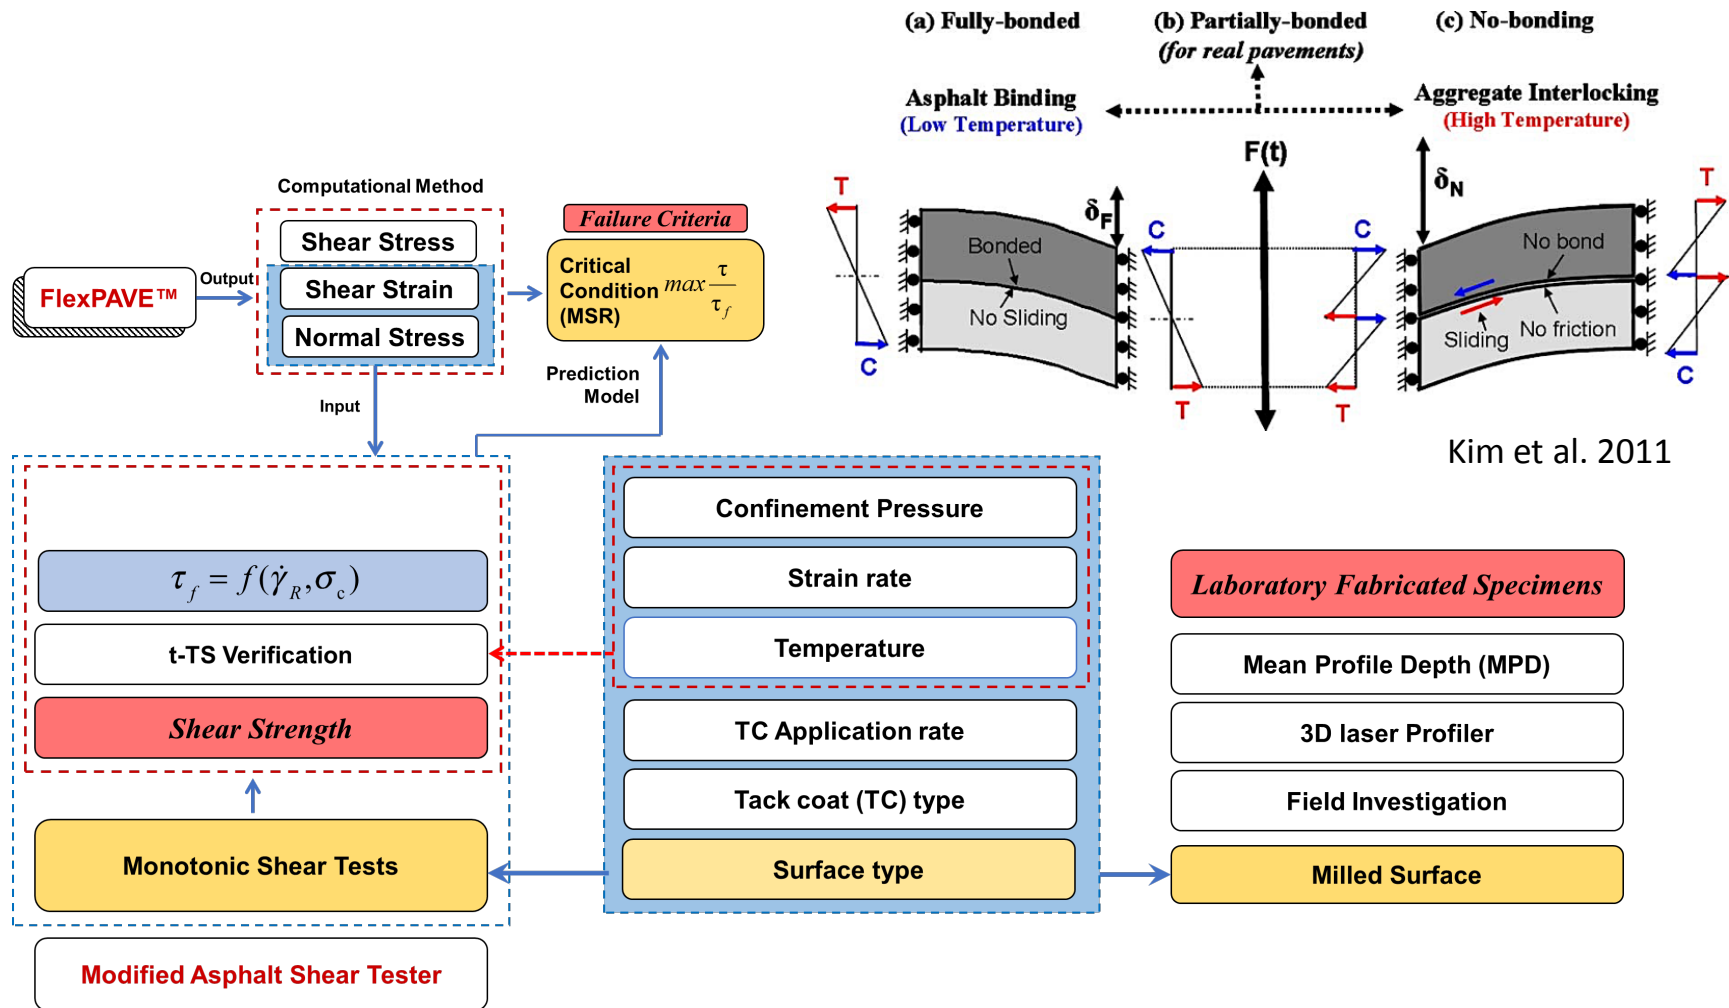 (a) Fully-bonded
(b) Partially-bonded
(for real pavements)
(c) No-bonding
Asphalt Binding
(Low Temperature)
Aggregate Interlocking
(High Temperature)
F(t)
T
δF
C
Bonded
No Sliding
C
T
C
T
δN
No bond
Sliding
No friction
T
C
Kim et al. 2011
Computational Method
Shear Stress
Shear Strain
Normal Stress
FlexPAVE™
Output
Failure Criteria
Critical
Condition
(MSR)
max τ/τf
Prediction
Model
Input
τf = f(γ̇R,σc)
t-TS Verification
Shear Strength
Monotonic Shear Tests
Modified Asphalt Shear Tester
Confinement Pressure
Strain rate
Temperature
TC Application rate
Tack coat (TC) type
Surface type
Laboratory Fabricated Specimens
Mean Profile Depth (MPD)
3D laser Profiler
Field Investigation
Milled Surface